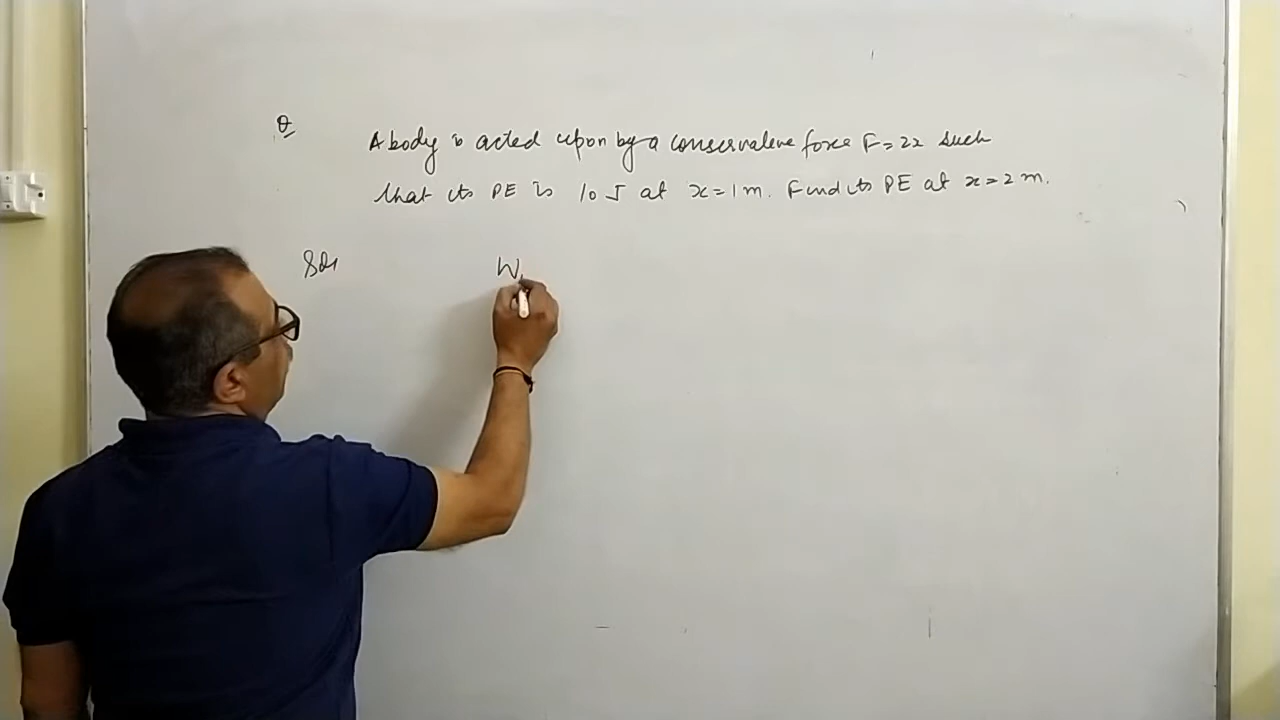 Q A body is acted upon by a conservative force F = 2x such
that its PE is 10 J at x = 1 m. Find its PE at x = 2 m.
Sol W